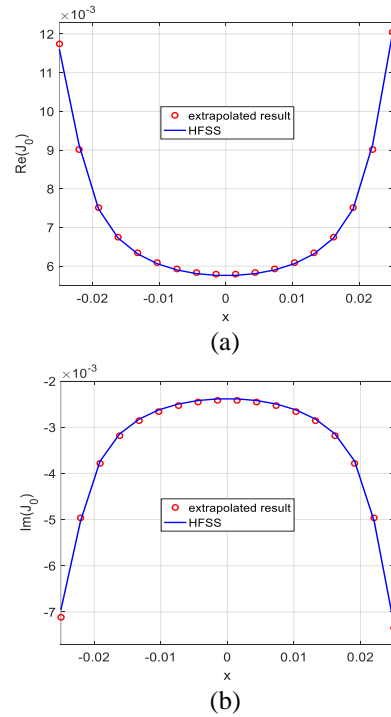 ×10⁻³
12
11
10
9
8
7
6
Re(J₀)
extrapolated result
HFSS
-0.02 -0.01 0 0.01 0.02
x
(a)
×10⁻³
-2
-3
-4
-5
-6
-7
Im(J₀)
extrapolated result
HFSS
-0.02 -0.01 0 0.01 0.02
x
(b)